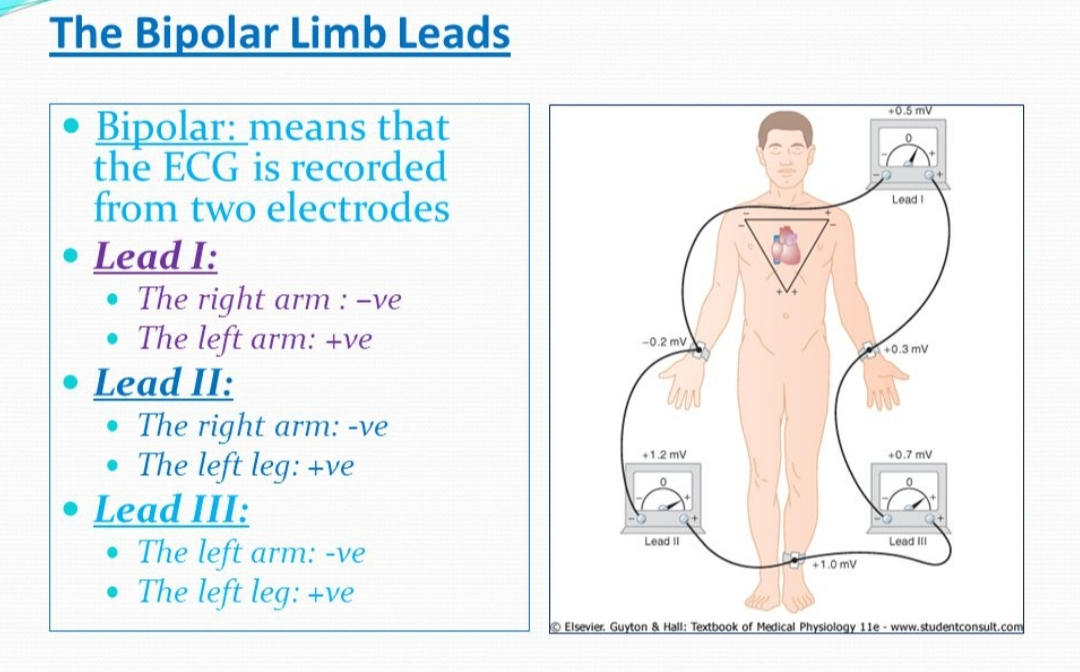 The Bipolar Limb Leads
• Bipolar: means that
the ECG is recorded
from two electrodes
• Lead I:
• The right arm : –ve
• The left arm: +ve
• Lead II:
• The right arm: -ve
• The left leg: +ve
• Lead III:
• The left arm: -ve
• The left leg: +ve
+0.5 mV
0
+
– +
Lead I
– +
– –
+ +
−0.2 mV
+0.3 mV
+1.2 mV
0
– +
– +
Lead II
+0.7 mV
0
– +
– +
Lead III
+1.0 mV
© Elsevier. Guyton & Hall: Textbook of Medical Physiology 11e - www.studentconsult.com